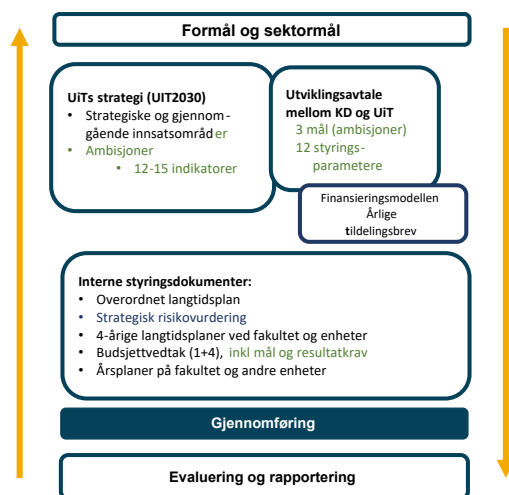 Formål og sektormål
UiTs strategi (UIT2030)
• Strategiske og gjennom-
gående innsatsområder
• Ambisjoner
• 12-15 indikatorer
Utviklingsavtale
mellom KD og UiT
3 mål (ambisjoner)
12 styrings-
parametere
Finansieringsmodellen
Årlige
tildelingsbrev
Interne styringsdokumenter:
• Overordnet langtidsplan
• Strategisk risikovurdering
• 4-årige langtidsplaner ved fakultet og enheter
• Budsjettvedtak (1+4), inkl mål og resultatkrav
• Årsplaner på fakultet og andre enheter
Gjennomføring
Evaluering og rapportering